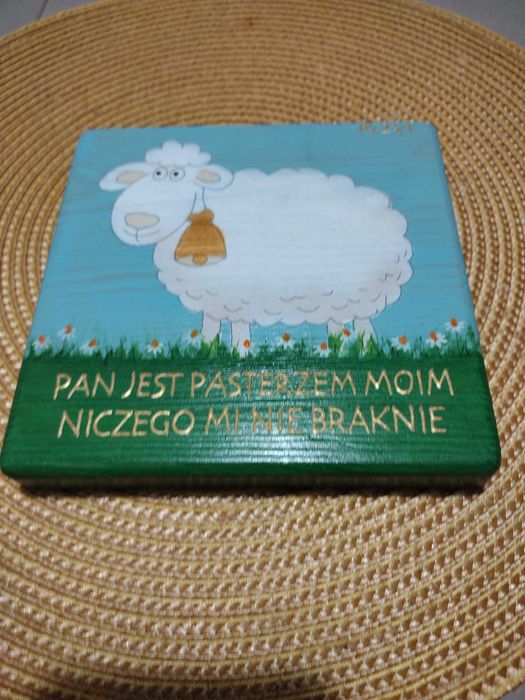 PAN JEST PASTERZEM MOIM
NICZEGO MI NIE BRAKNIE